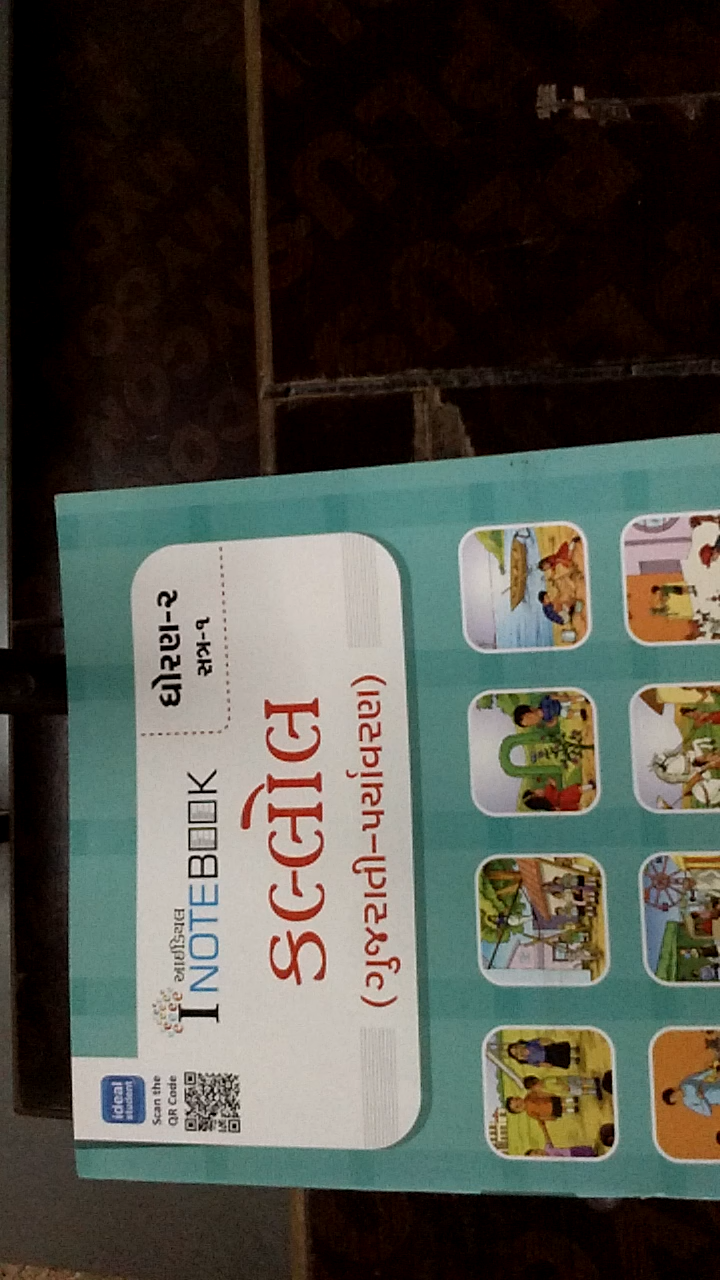 ideal
student
Scan the
QR Code
આઈડિયલ
I NOTEBOOK
ધોરણ-૨
સત્ર-૧
કલ્લોલ
(ગુજરાતી-પર્યાવરણ)